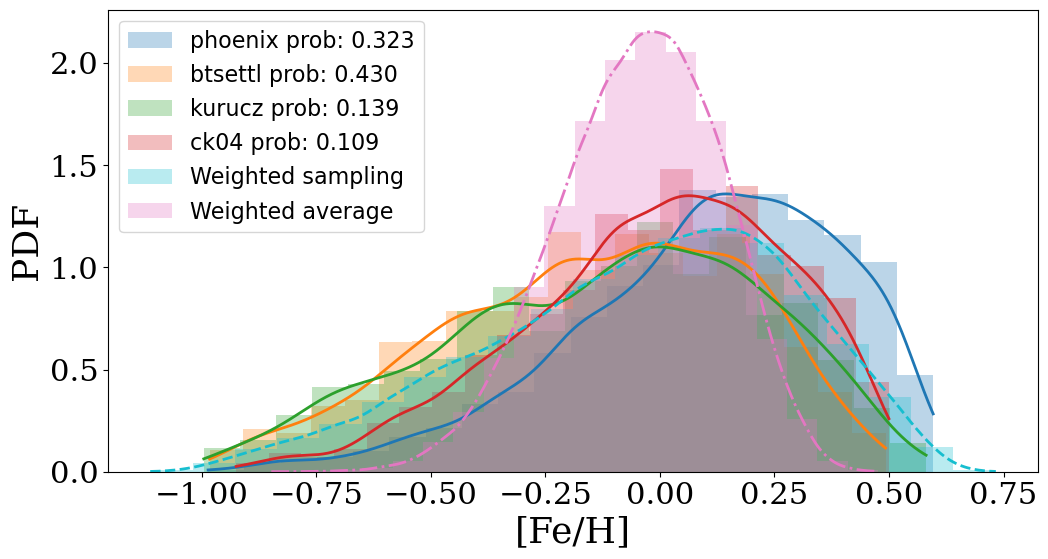 phoenix prob: 0.323
btsettl prob: 0.430
kurucz prob: 0.139
ck04 prob: 0.109
Weighted sampling
Weighted average
PDF
2.0
1.5
1.0
0.5
0.0
−1.00 −0.75 −0.50 −0.25 0.00 0.25 0.50 0.75
[Fe/H]